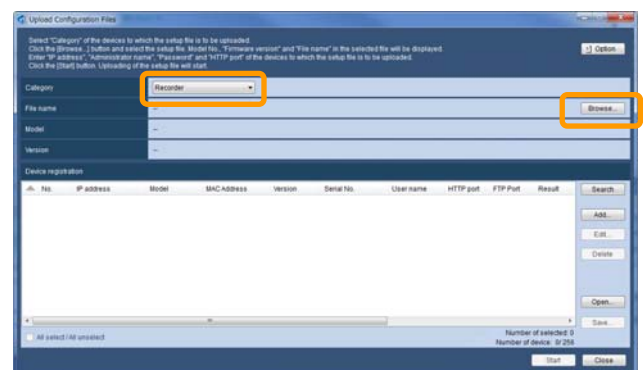 Upload Configuration Files
Select "Category" of the devices to which the setup file is to be uploaded.
Click the [Browse...] button and select the setup file. Model No., "Firmware version" and "File name" in the selected file will be displayed.
Enter "IP address", "Administrator name", "Password" and "HTTP port" of the devices to which the setup file is to be uploaded.
Click the [Start] button. Uploading of the setup file will start.
Option
Category
Recorder
File name
--
Browse...
Model
--
Version
--
Device registration
No. IP address Model MAC Address Version Serial No. User name HTTP port FTP Port Result
Search
Add...
Edit...
Delete
Open...
Save...
All select / All unselect
Number of selected: 0
Number of device: 0/ 256
Start
Close